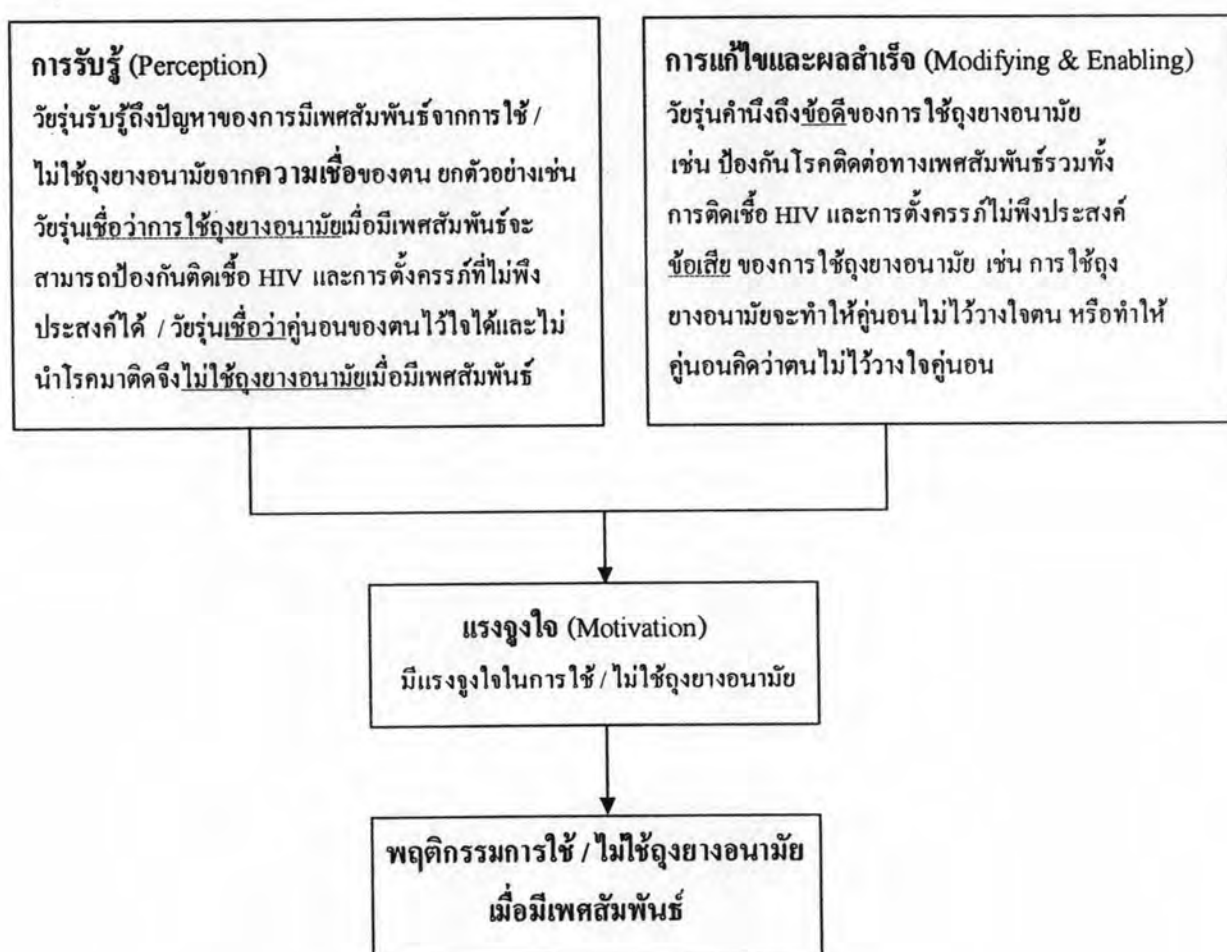 การรับรู้ (Perception)
วัยรุ่นรับรู้ถึงปัญหาของการมีเพศสัมพันธ์จากการใช้ /
ไม่ใช้ถุงยางอนามัยจากความเชื่อของตน ยกตัวอย่างเช่น
วัยรุ่นเชื่อว่าการใช้ถุงยางอนามัยเมื่อมีเพศสัมพันธ์จะ
สามารถป้องกันติดเชื้อ HIV และการตั้งครรภ์ที่ไม่พึง
ประสงค์ได้ / วัยรุ่นเชื่อว่าคู่นอนของตนไว้ใจได้และไม่
นำโรคมาติดจึงไม่ใช้ถุงยางอนามัยเมื่อมีเพศสัมพันธ์
การแก้ไขและผลสำเร็จ (Modifying & Enabling)
วัยรุ่นคำนึงถึงข้อดีของการใช้ถุงยางอนามัย
เช่น ป้องกันโรคติดต่อทางเพศสัมพันธ์รวมทั้ง
การติดเชื้อ HIV และการตั้งครรภ์ไม่พึงประสงค์
ข้อเสีย ของการใช้ถุงยางอนามัย เช่น การใช้ถุง
ยางอนามัยจะทำให้คู่นอนไม่ไว้วางใจตน หรือทำให้
คู่นอนคิดว่าตนไม่ไว้วางใจคู่นอน
แรงจูงใจ (Motivation)
มีแรงจูงใจในการใช้ / ไม่ใช้ถุงยางอนามัย
พฤติกรรมการใช้ / ไม่ใช้ถุงยางอนามัย
เมื่อมีเพศสัมพันธ์